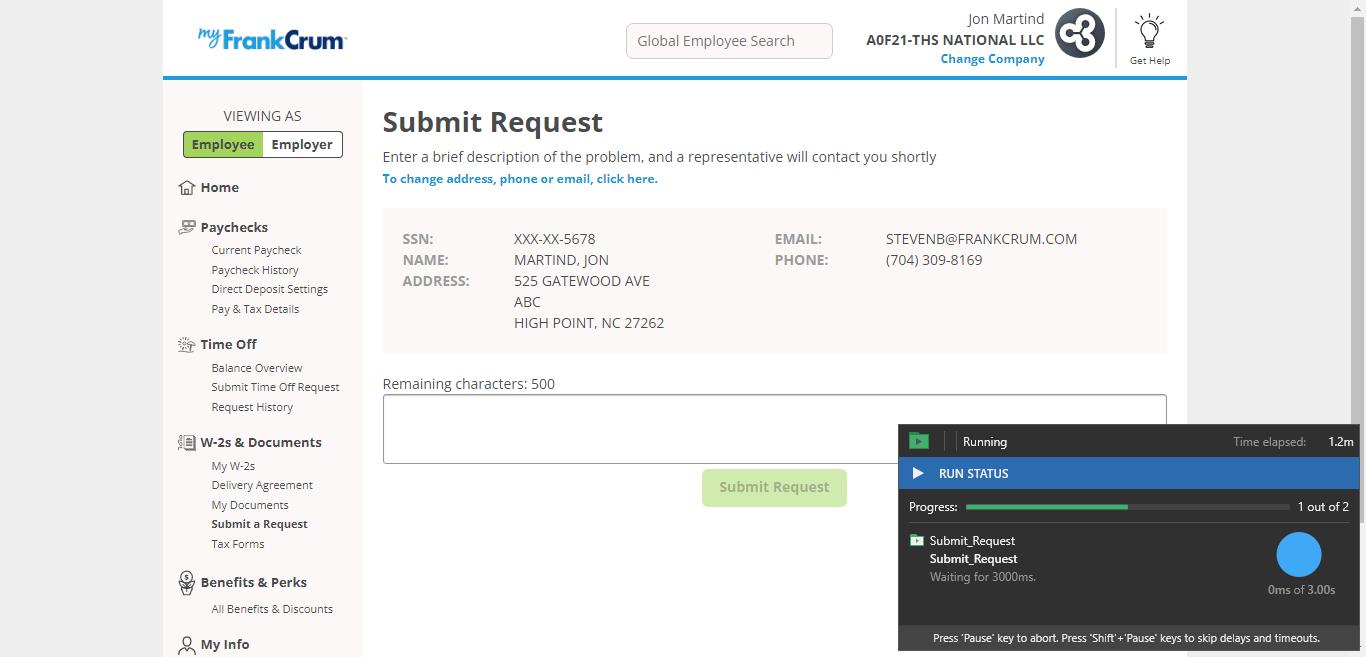 myFrankCrum
Global Employee Search
Jon Martind
A0F21-THS NATIONAL LLC
Change Company
Get Help
VIEWING AS
Employee Employer
Home
Paychecks
Current Paycheck
Paycheck History
Direct Deposit Settings
Pay & Tax Details
Time Off
Balance Overview
Submit Time Off Request
Request History
W-2s & Documents
My W-2s
Delivery Agreement
My Documents
Submit a Request
Tax Forms
Benefits & Perks
All Benefits & Discounts
My Info
Submit Request
Enter a brief description of the problem, and a representative will contact you shortly
To change address, phone or email, click here.
SSN: XXX-XX-5678
NAME: MARTIND, JON
ADDRESS: 525 GATEWOOD AVE
ABC
HIGH POINT, NC 27262
EMAIL: STEVENB@FRANKCRUM.COM
PHONE: (704) 309-8169
Remaining characters: 500
Submit Request
Running Time elapsed: 1.2m
RUN STATUS
Progress: 1 out of 2
Submit_Request
Submit_Request
Waiting for 3000ms.
0ms of 3.00s
Press 'Pause' key to abort. Press 'Shift'+'Pause' keys to skip delays and timeouts.